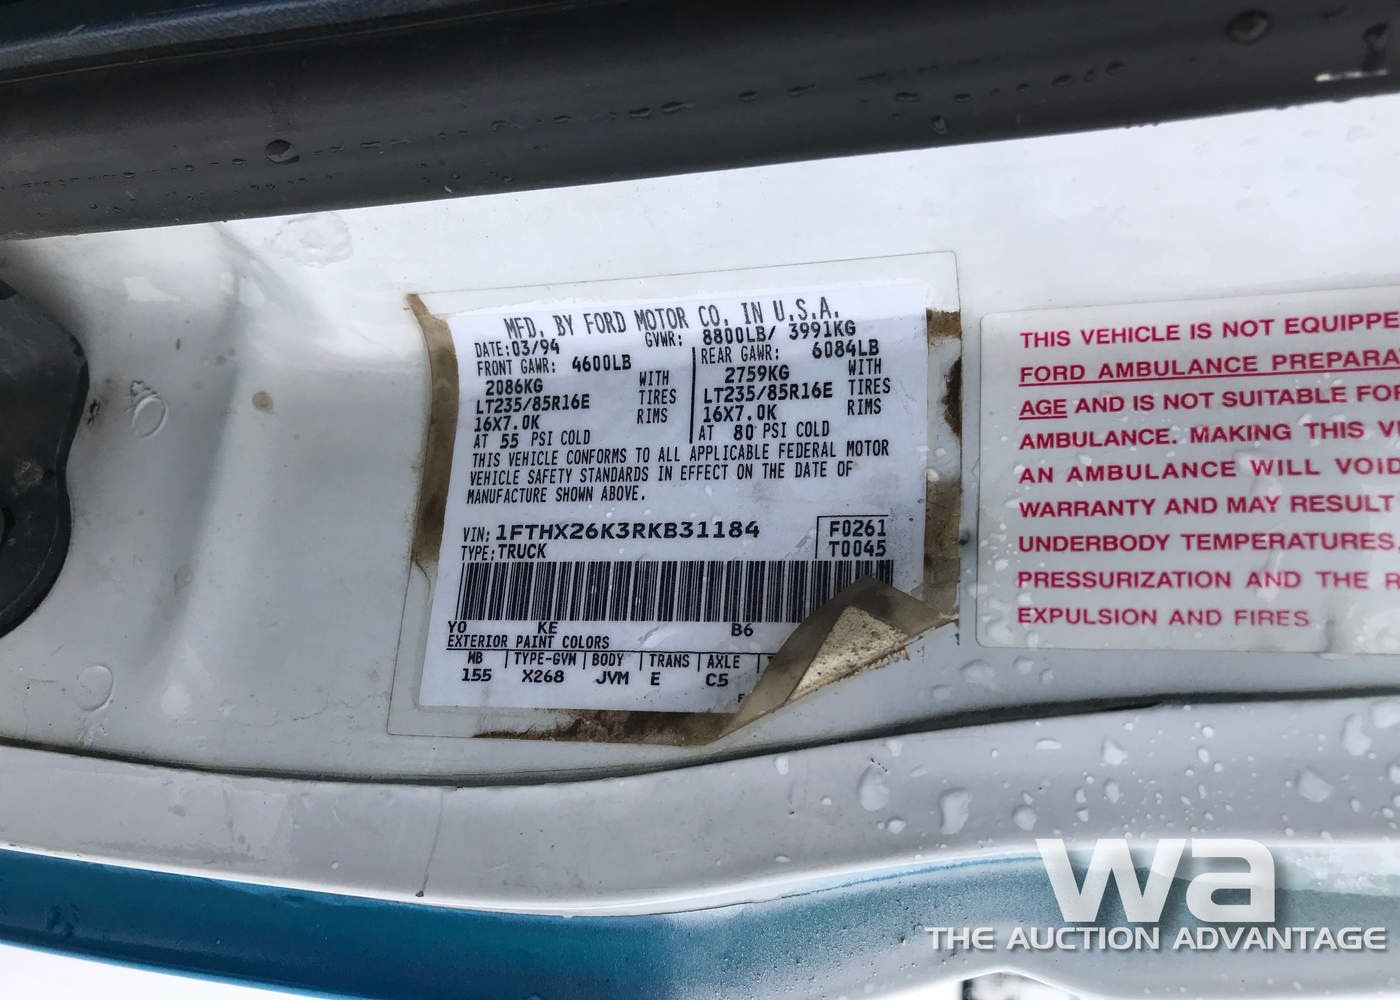 MFD. BY FORD MOTOR CO. IN U.S.A.
DATE: 03/94 GVWR: 8800LB/ 3991KG
FRONT GAWR: 4600LB REAR GAWR: 6084LB
2086KG WITH 2759KG WITH
LT235/85R16E TIRES LT235/85R16E TIRES
16X7.0K RIMS 16X7.0K RIMS
AT 55 PSI COLD AT 80 PSI COLD
THIS VEHICLE CONFORMS TO ALL APPLICABLE FEDERAL MOTOR
VEHICLE SAFETY STANDARDS IN EFFECT ON THE DATE OF
MANUFACTURE SHOWN ABOVE.
VIN: 1FTHX26K3RKB31184 F0261
TYPE: TRUCK T0045
YO KE B6
EXTERIOR PAINT COLORS
WB TYPE-GVW BODY TRANS AXLE
155 X268 JVM E C5
THIS VEHICLE IS NOT EQUIPPE
FORD AMBULANCE PREPARA
AGE AND IS NOT SUITABLE FO
AMBULANCE. MAKING THIS V
AN AMBULANCE WILL VOID
WARRANTY AND MAY RESULT
UNDERBODY TEMPERATURES,
PRESSURIZATION AND THE R
EXPULSION AND FIRES
wa
THE AUCTION ADVANTAGE